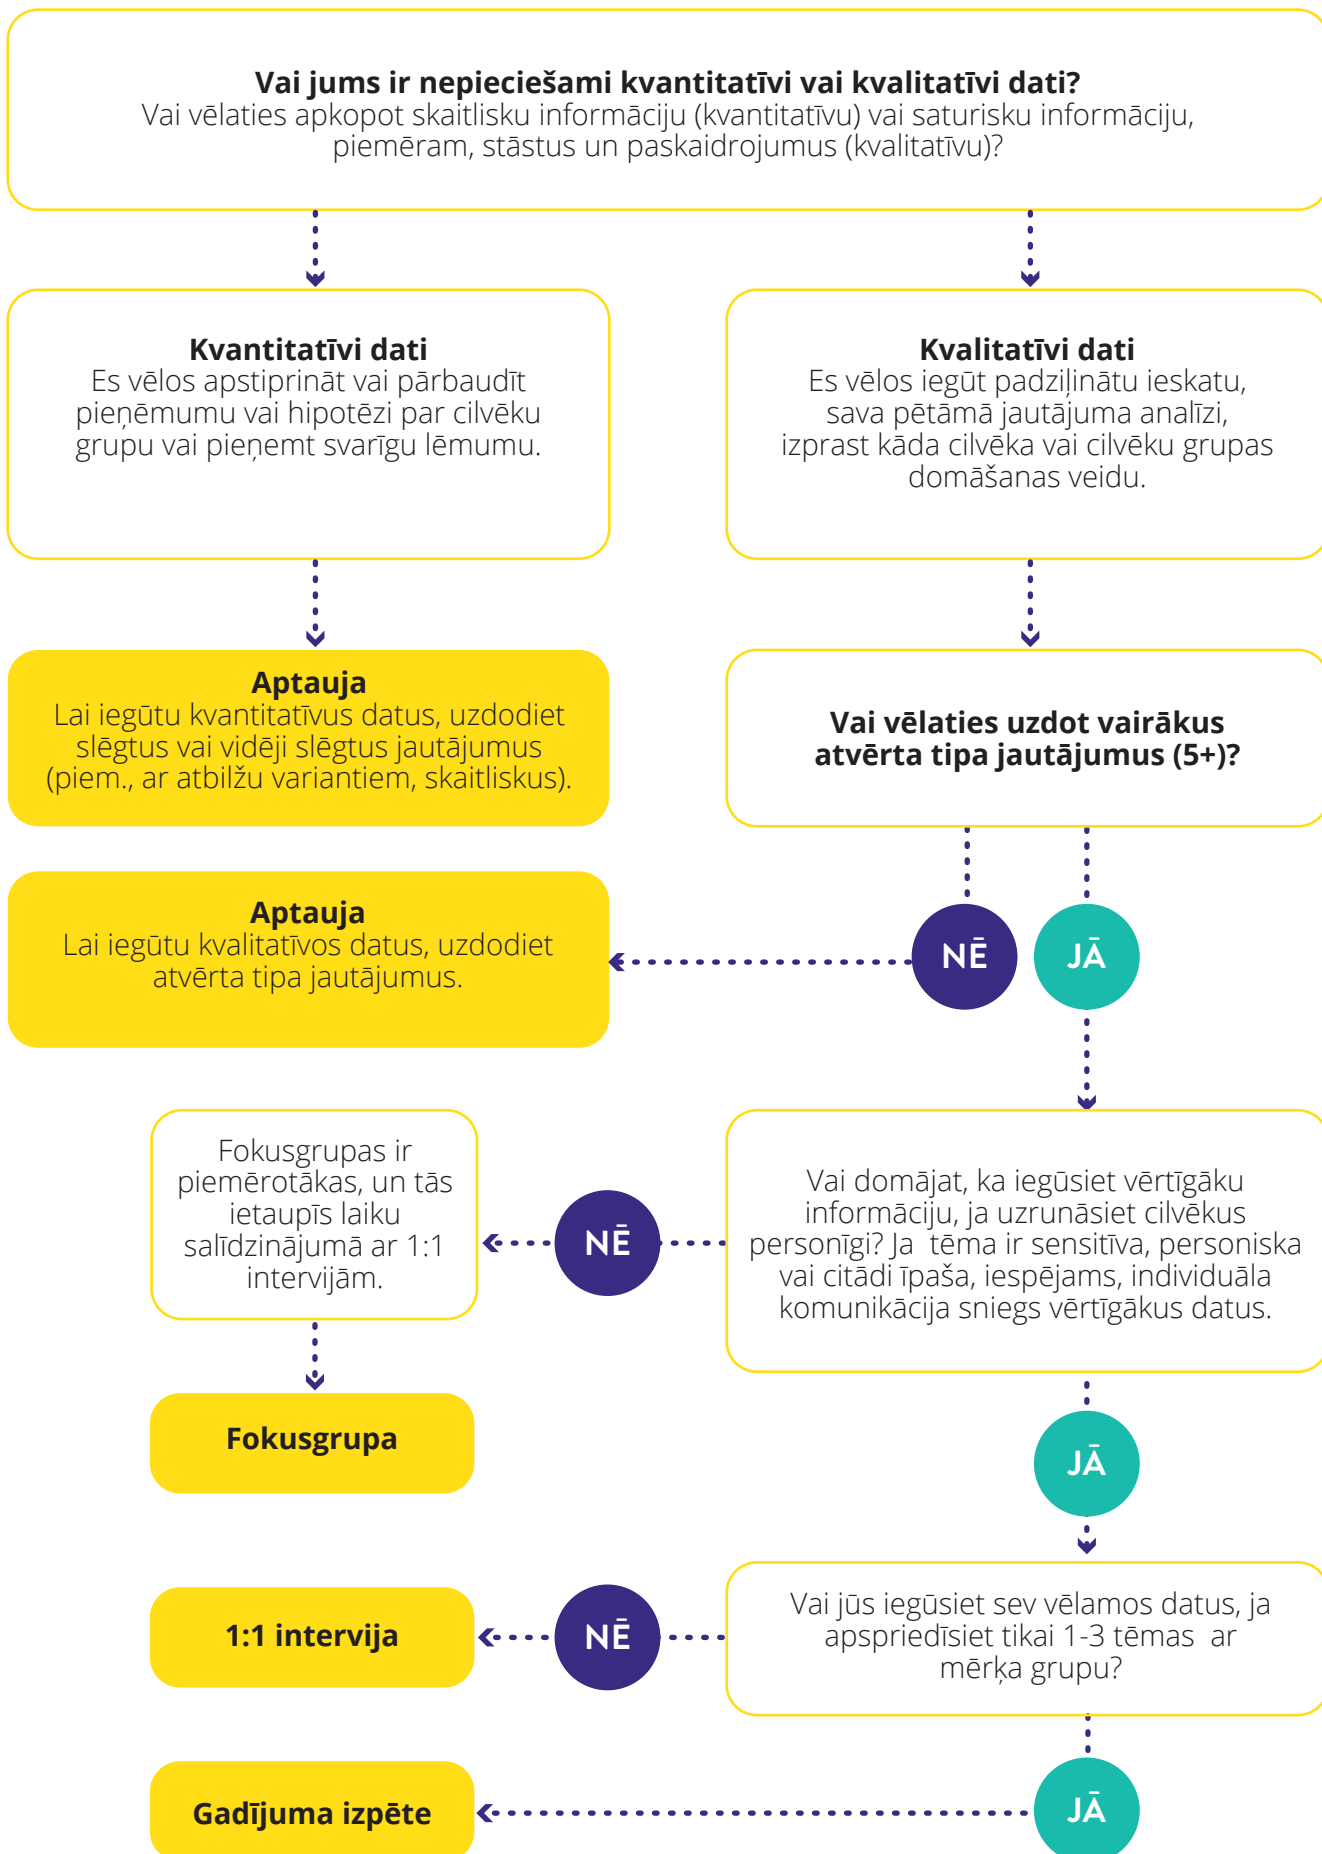 Vai jums ir nepieciešami kvantitatīvi vai kvalitatīvi dati?
Vai vēlaties apkopot skaitlisku informāciju (kvantitatīvu) vai saturisku informāciju,
piemēram, stāstus un paskaidrojumus (kvalitatīvu)?
Kvantitatīvi dati
Es vēlos apstiprināt vai pārbaudīt
pieņēmumu vai hipotēzi par cilvēku
grupu vai pieņemt svarīgu lēmumu.
Kvalitatīvi dati
Es vēlos iegūt padziļinātu ieskatu,
sava pētāmā jautājuma analīzi,
izprast kāda cilvēka vai cilvēku grupas
domāšanas veidu.
Aptauja
Lai iegūtu kvantitatīvus datus, uzdodiet
slēgtus vai vidēji slēgtus jautājumus
(piem., ar atbilžu variantiem, skaitliskus).
Vai vēlaties uzdot vairākus
atvērta tipa jautājumus (5+)?
Aptauja
Lai iegūtu kvalitatīvos datus, uzdodiet
atvērta tipa jautājumus.
NĒ
JĀ
Fokusgrupas ir
piemērotākas, un tās
ietaupīs laiku
salīdzinājumā ar 1:1
intervijām.
NĒ
Vai domājat, ka iegūsiet vērtīgāku
informāciju, ja uzrunāsiet cilvēkus
personīgi? Ja tēma ir sensitīva, personiska
vai citādi īpaša, iespējams, individuāla
komunikācija sniegs vērtīgākus datus.
Fokusgrupa
JĀ
1:1 intervija
NĒ
Vai jūs iegūsiet sev vēlamos datus, ja
apspriedīsiet tikai 1-3 tēmas ar
mērķa grupu?
Gadījuma izpēte
JĀ